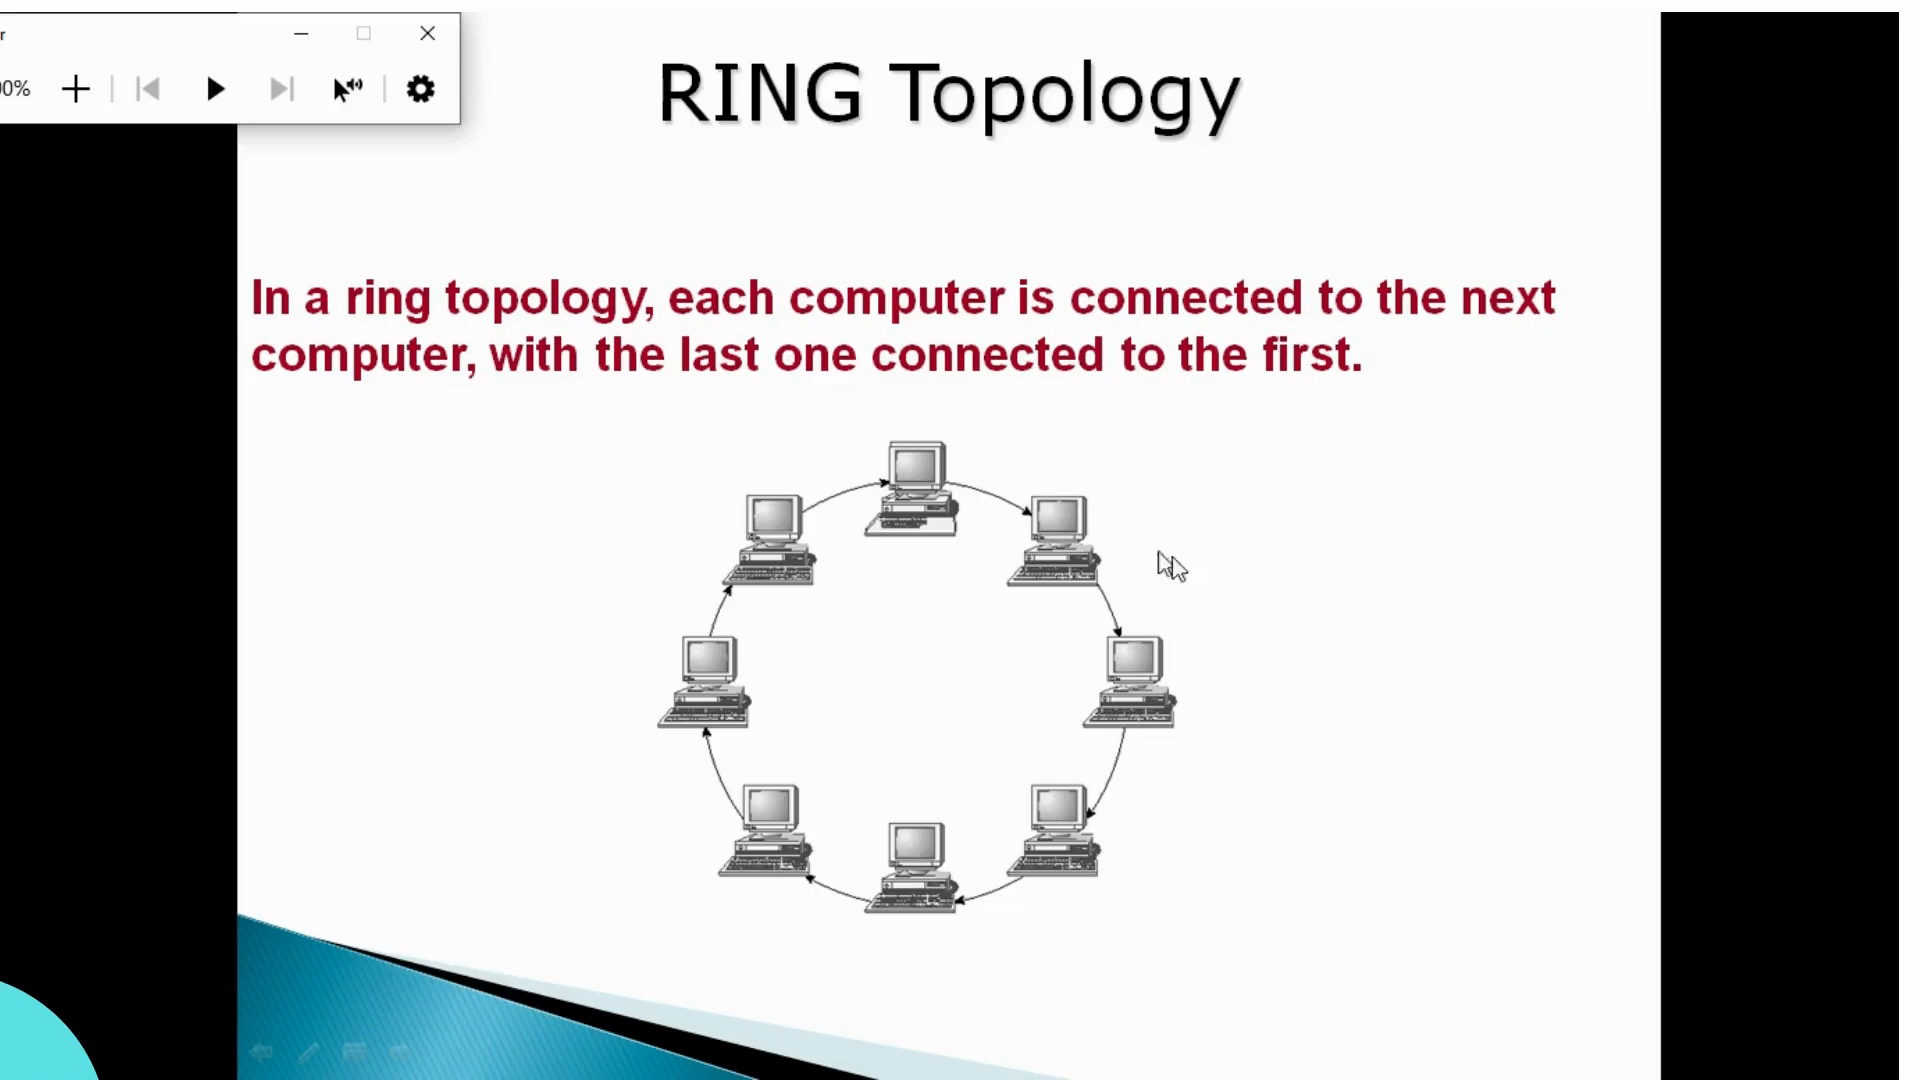 RING Topology
In a ring topology, each computer is connected to the next
computer, with the last one connected to the first.